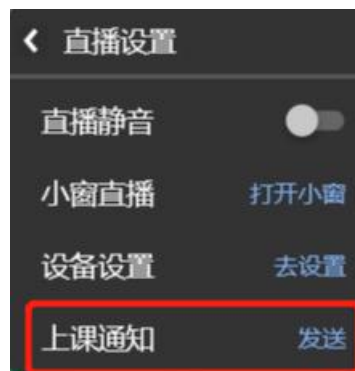 直播设置
直播静音
小窗直播 打开小窗
设备设置 去设置
上课通知 发送